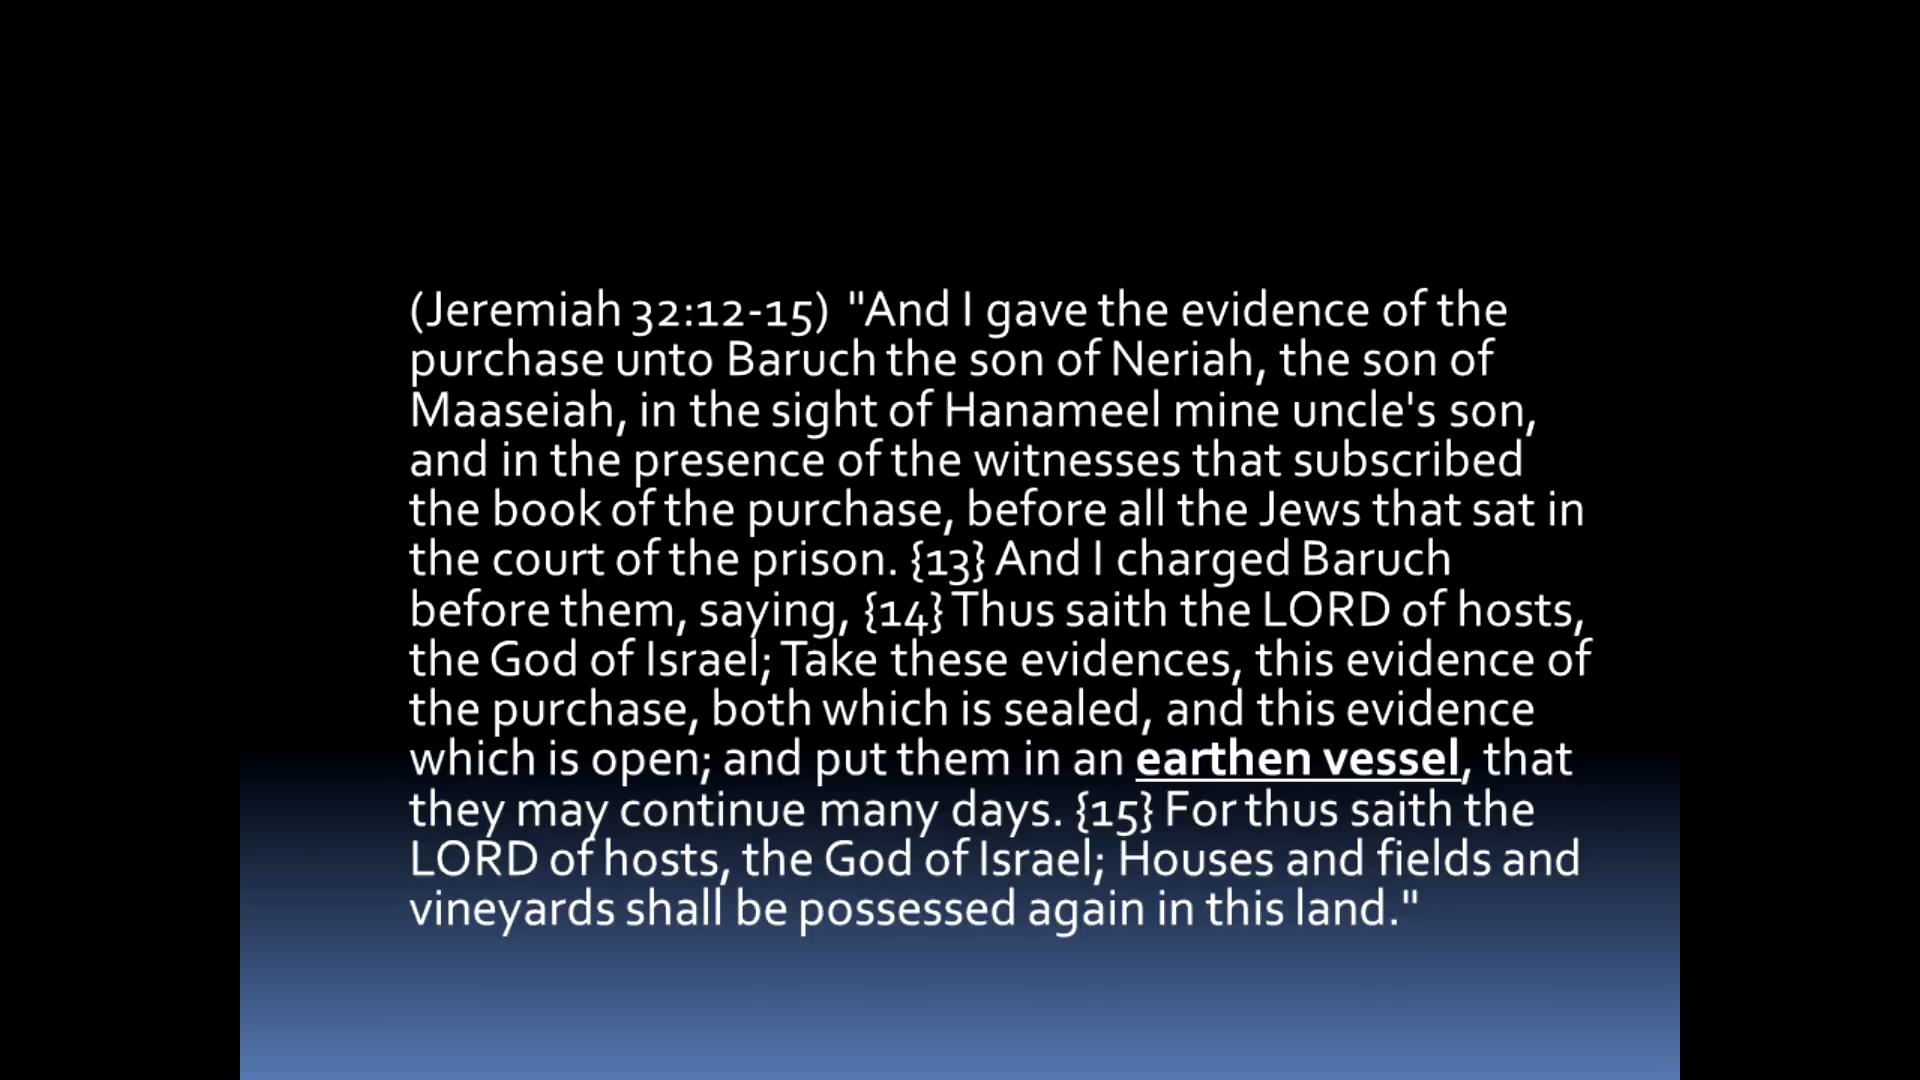 (Jeremiah 32:12-15) "And I gave the evidence of the
purchase unto Baruch the son of Neriah, the son of
Maaseiah, in the sight of Hanameel mine uncle's son,
and in the presence of the witnesses that subscribed
the book of the purchase, before all the Jews that sat in
the court of the prison. {13} And I charged Baruch
before them, saying, {14} Thus saith the LORD of hosts,
the God of Israel; Take these evidences, this evidence of
the purchase, both which is sealed, and this evidence
which is open; and put them in an earthen vessel, that
they may continue many days. {15} For thus saith the
LORD of hosts, the God of Israel; Houses and fields and
vineyards shall be possessed again in this land."